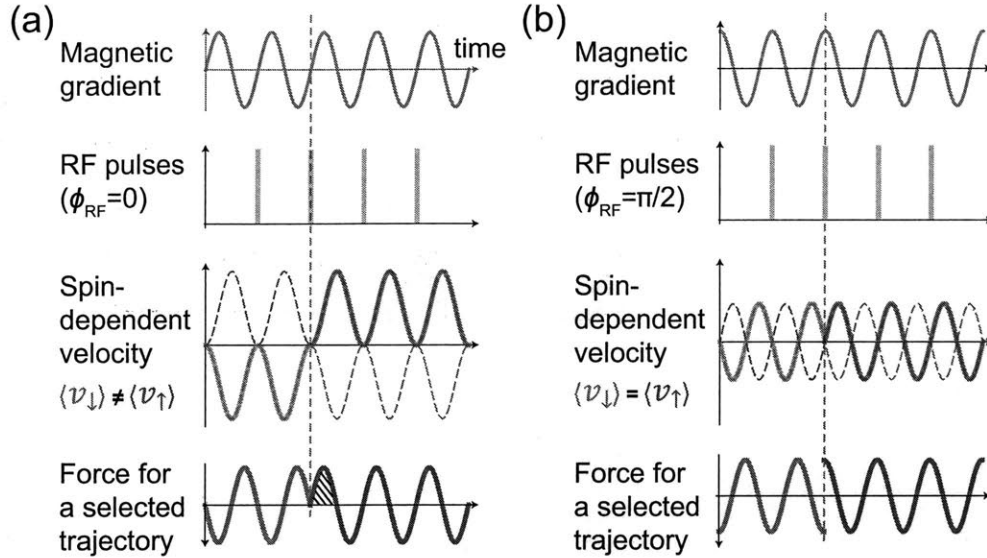 (a)
Magnetic
gradient
time
RF pulses
(ϕRF=0)
Spin-
dependent
velocity
⟨v↓⟩ ≠ ⟨v↑⟩
Force for
a selected
trajectory
(b)
Magnetic
gradient
RF pulses
(ϕRF=π/2)
Spin-
dependent
velocity
⟨v↓⟩ = ⟨v↑⟩
Force for
a selected
trajectory